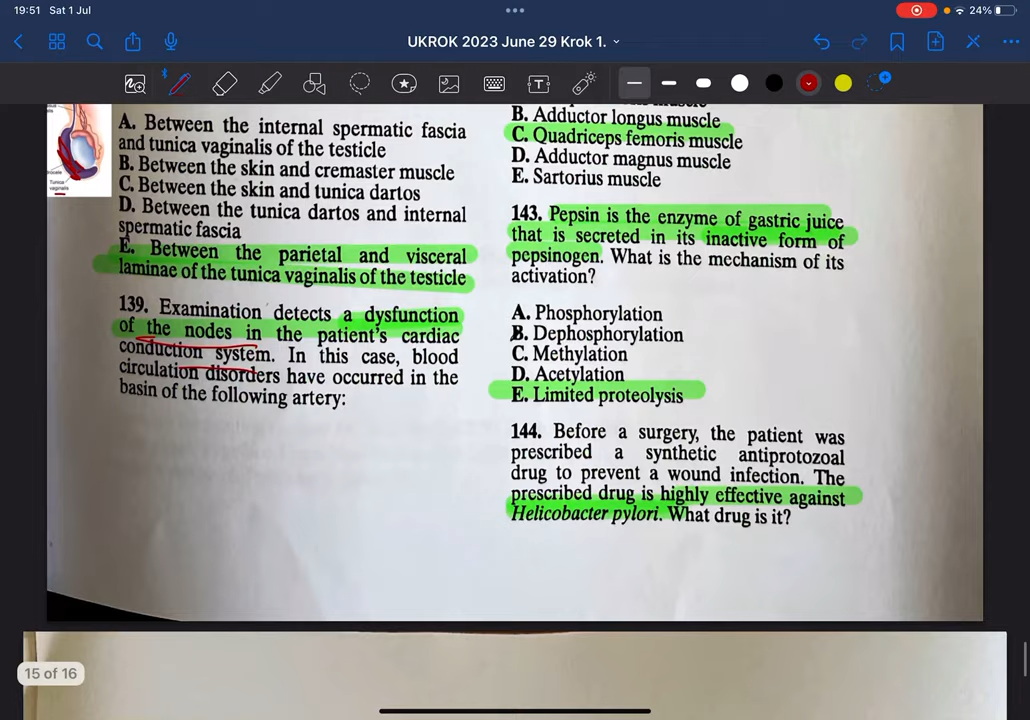 19:51 Sat 1 Jul
24%
UKROK 2023 June 29 Krok 1.
Tunica
vaginalis
A. Between the internal spermatic fascia
and tunica vaginalis of the testicle
B. Between the skin and cremaster muscle
C. Between the skin and tunica dartos
D. Between the tunica dartos and internal
spermatic fascia
E. Between the parietal and visceral
laminae of the tunica vaginalis of the testicle
139. Examination detects a dysfunction
of the nodes in the patient's cardiac
conduction system. In this case, blood
circulation disorders have occurred in the
basin of the following artery:
B. Adductor longus muscle
C. Quadriceps femoris muscle
D. Adductor magnus muscle
E. Sartorius muscle
143. Pepsin is the enzyme of gastric juice
that is secreted in its inactive form of
pepsinogen. What is the mechanism of its
activation?
A. Phosphorylation
B. Dephosphorylation
C. Methylation
D. Acetylation
E. Limited proteolysis
144. Before a surgery, the patient was
prescribed a synthetic antiprotozoal
drug to prevent a wound infection. The
prescribed drug is highly effective against
Helicobacter pylori. What drug is it?
15 of 16